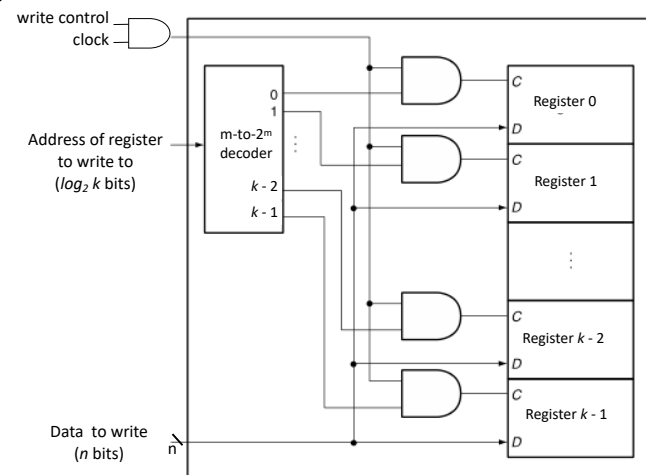 write control
clock
0
1
m-to-2ᵐ
decoder
⋮
k - 2
k - 1
Address of register
to write to
(log₂ k bits)
C
Register 0
D
C
Register 1
D
⋮
C
Register k - 2
D
C
Register k - 1
D
Data to write
(n bits)
n